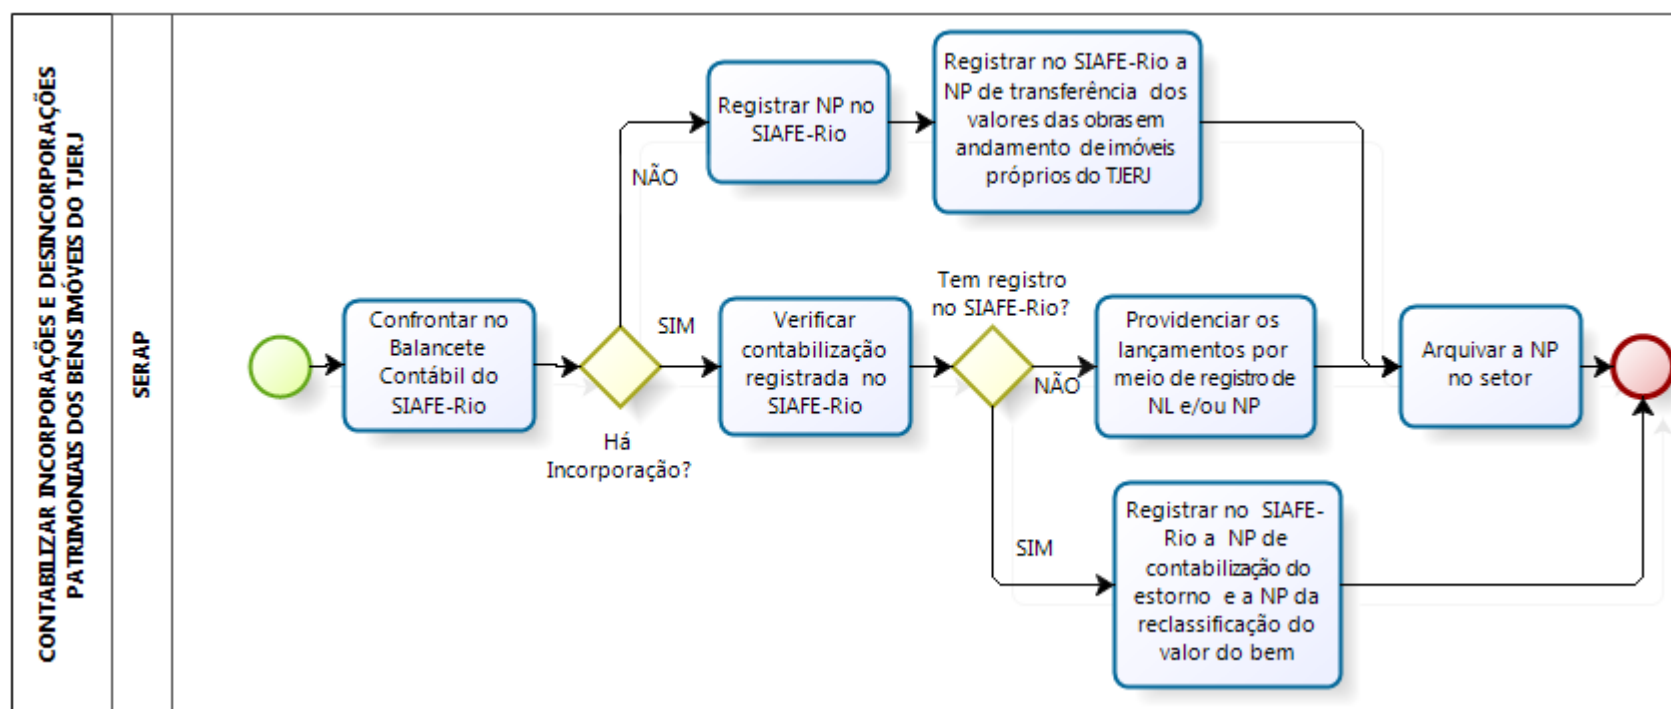 CONTABILIZAR INCORPORAÇÕES E DESINCORPORAÇÕES
PATRIMONIAIS DOS BENS IMÓVEIS DO TJERJ
SERAP
Confrontar no
Balancete
Contábil do
SIAFE-Rio
Há
Incorporação?
NÃO
Registrar NP no
SIAFE-Rio
Registrar no SIAFE-Rio a
NP de transferência dos
valores das obras em
andamento de imóveis
próprios do TJERJ
SIM
Verificar
contabilização
registrada no
SIAFE-Rio
Tem registro
no SIAFE-Rio?
NÃO
Providenciar os
lançamentos por
meio de registro de
NL e/ou NP
Arquivar a NP
no setor
SIM
Registrar no SIAFE-
Rio a NP de
contabilização do
estorno e a NP da
reclassificação do
valor do bem